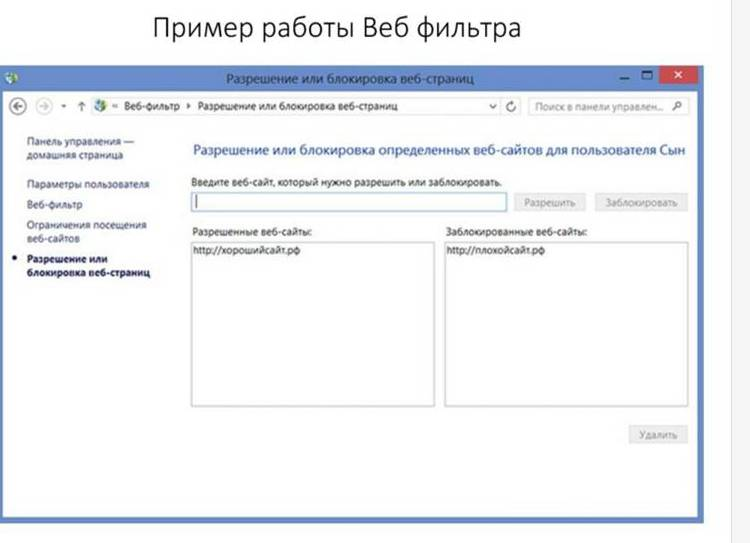 Пример работы Веб фильтра
Разрешение или блокировка веб-страниц
« Веб-фильтр ▸ Разрешение или блокировка веб-страниц
Поиск в панели управлен...
Панель управления —
домашняя страница
Параметры пользователя
Веб-фильтр
Ограничения посещения
веб-сайтов
• Разрешение или
блокировка веб-страниц
Разрешение или блокировка определенных веб-сайтов для пользователя Сын
Введите веб-сайт, который нужно разрешить или заблокировать.
Разрешить
Заблокировать
Разрешенные веб-сайты:
http://хорошийсайт.рф
Заблокированные веб-сайты:
http://плохойсайт.рф
Удалить